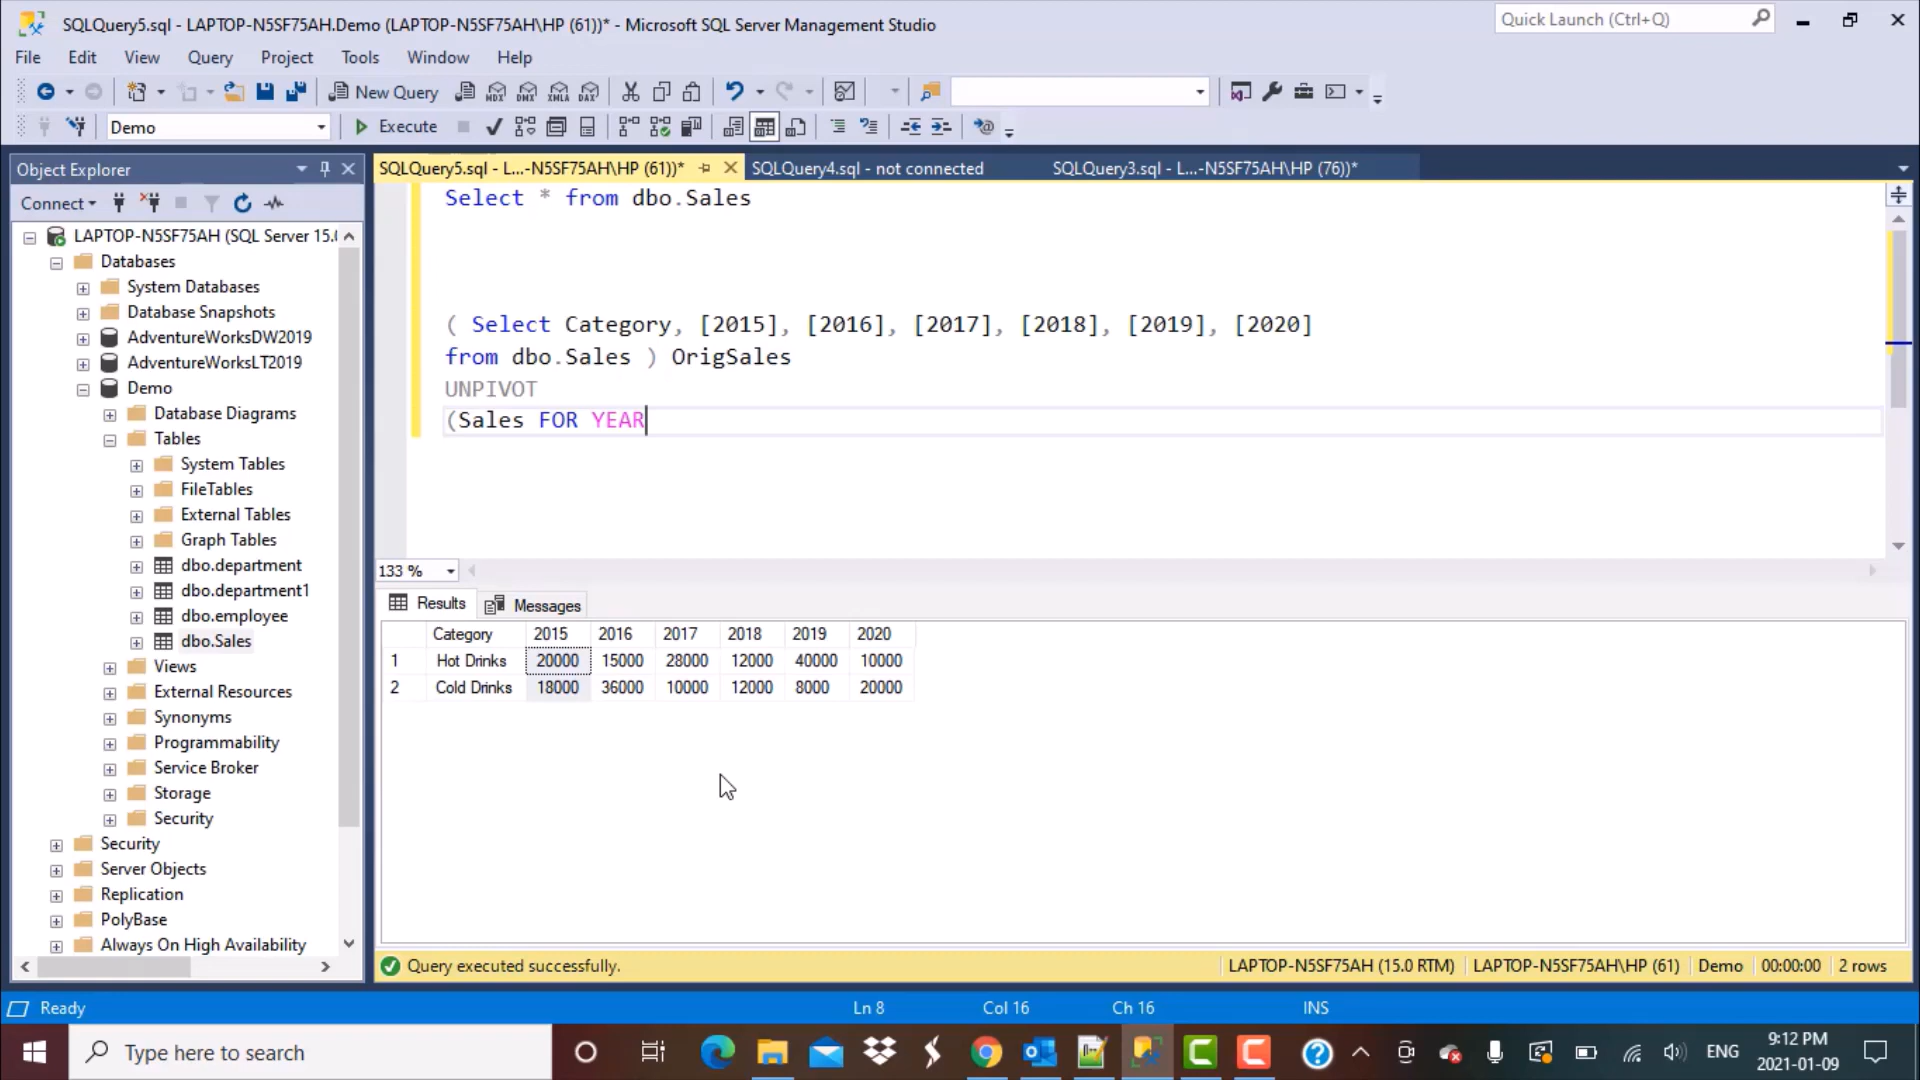 SQLQuery5.sql - LAPTOP-N5SF75AH.Demo (LAPTOP-N5SF75AH\HP (61))* - Microsoft SQL Server Management Studio
Quick Launch (Ctrl+Q)
File Edit View Query Project Tools Window Help
New Query
MDX DMX XMLA DAX
Demo
Execute
Object Explorer
SQLQuery5.sql - L...-N5SF75AH\HP (61))*
SQLQuery4.sql - not connected
SQLQuery3.sql - L...-N5SF75AH\HP (76))*
Connect
LAPTOP-N5SF75AH (SQL Server 15.0
Databases
System Databases
Database Snapshots
AdventureWorksDW2019
AdventureWorksLT2019
Demo
Database Diagrams
Tables
System Tables
FileTables
External Tables
Graph Tables
dbo.department
dbo.department1
dbo.employee
dbo.Sales
Views
External Resources
Synonyms
Programmability
Service Broker
Storage
Security
Security
Server Objects
Replication
PolyBase
Always On High Availability
Select * from dbo.Sales
( Select Category, [2015], [2016], [2017], [2018], [2019], [2020]
from dbo.Sales ) OrigSales
UNPIVOT
(Sales FOR YEAR
133 %
Results Messages
Category 2015 2016 2017 2018 2019 2020
1 Hot Drinks 20000 15000 28000 12000 40000 10000
2 Cold Drinks 18000 36000 10000 12000 8000 20000
Query executed successfully. LAPTOP-N5SF75AH (15.0 RTM) LAPTOP-N5SF75AH\HP (61) Demo 00:00:00 2 rows
Ready Ln 8 Col 16 Ch 16 INS
Type here to search
ENG
9:12 PM
2021-01-09